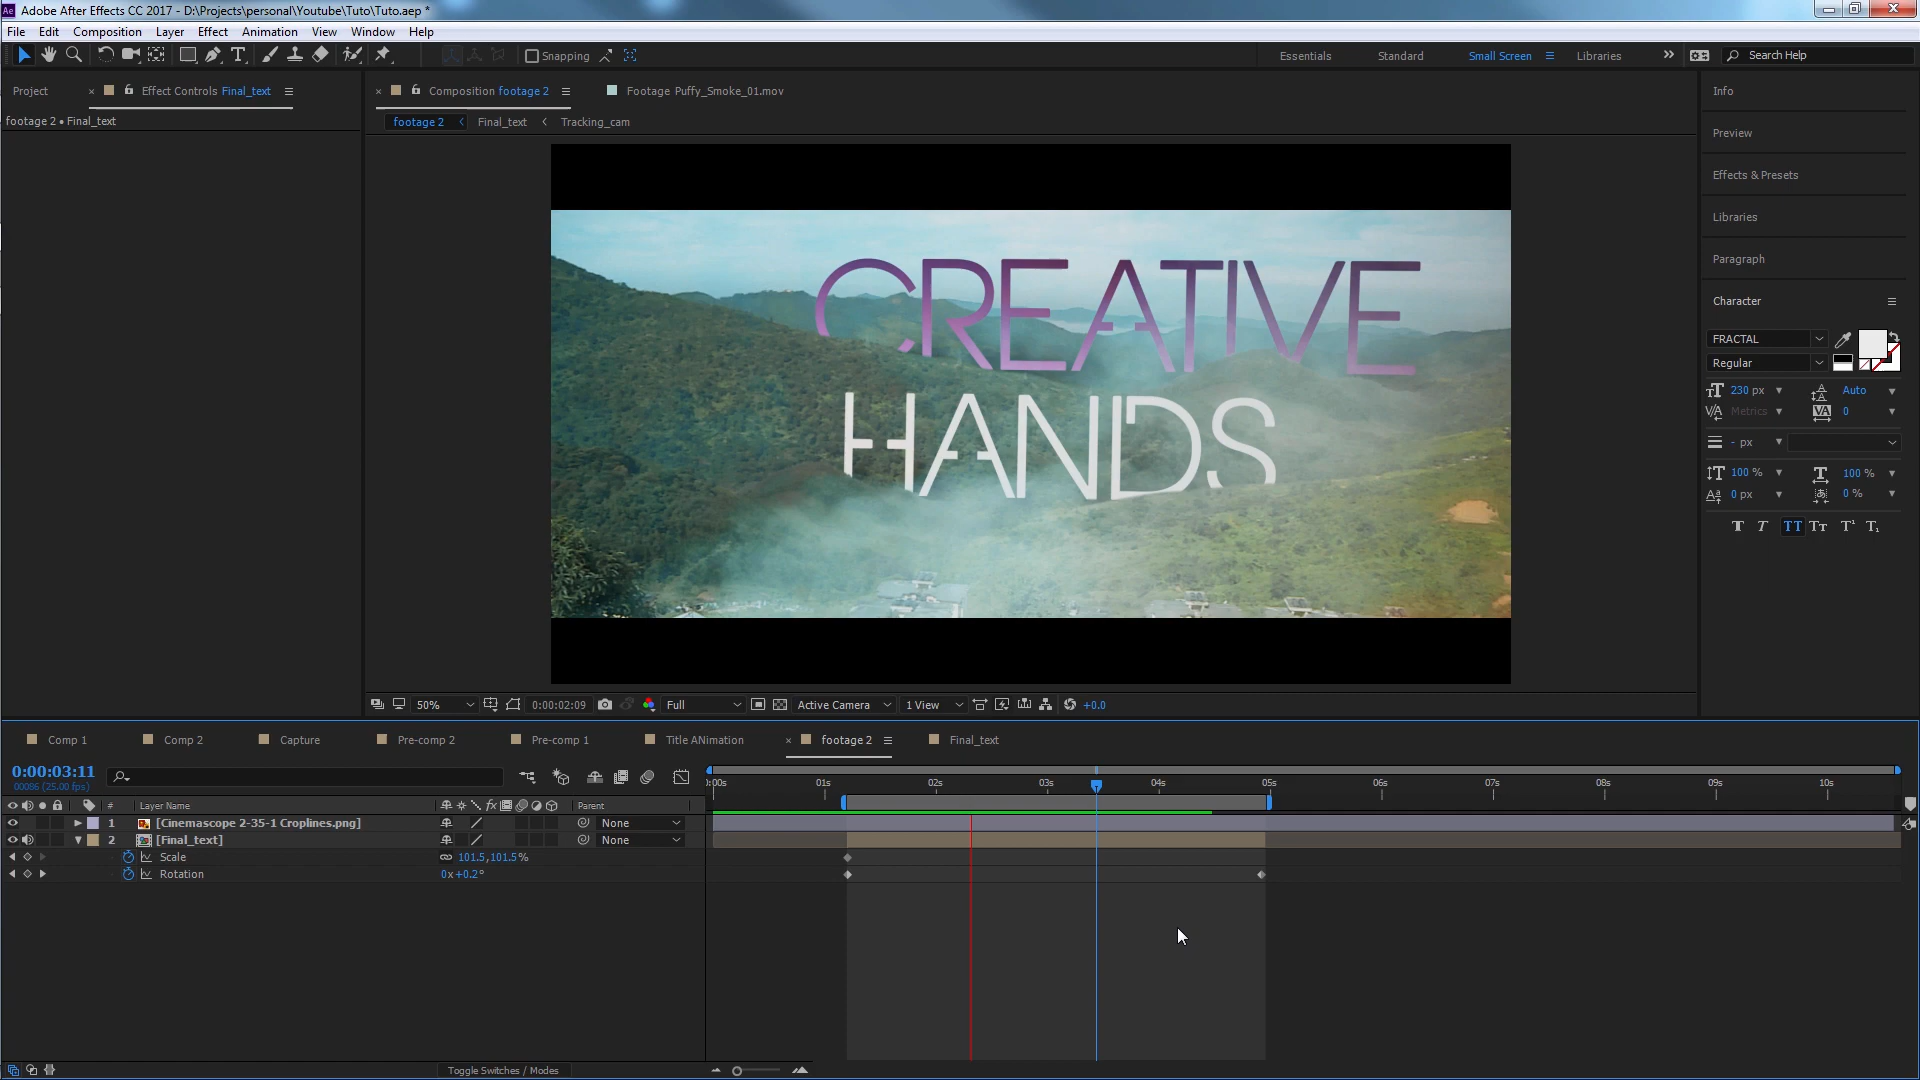 Adobe After Effects CC 2017 - D:\Projects\personal\Youtube\Tuto\Tuto.aep *
File Edit Composition Layer Effect Animation View Window Help
Snapping Essentials Standard Small Screen Libraries Search Help
Project Effect Controls Final_text Composition footage 2 Footage Puffy_Smoke_01.mov
footage 2 • Final_text
footage 2 Final_text Tracking_cam
CREATIVE
HANDS
Info
Preview
Effects & Presets
Libraries
Paragraph
Character
FRACTAL
Regular
230 px Auto
Metrics 0
- px
100 % 100 %
0 px 0 %
50% 0:00:02:09 Full Active Camera 1 View +0.0
Comp 1 Comp 2 Capture Pre-comp 2 Pre-comp 1 Title ANimation footage 2 Final_text
0:00:03:11
00086 (25.00 fps)
):00s 01s 02s 03s 04s 05s 06s 07s 08s 09s 10s
# Layer Name Parent
1 [Cinemascope 2-35-1 Croplines.png] None
2 [Final_text] None
Scale 101.5,101.5%
Rotation 0x+0.2°
Toggle Switches / Modes